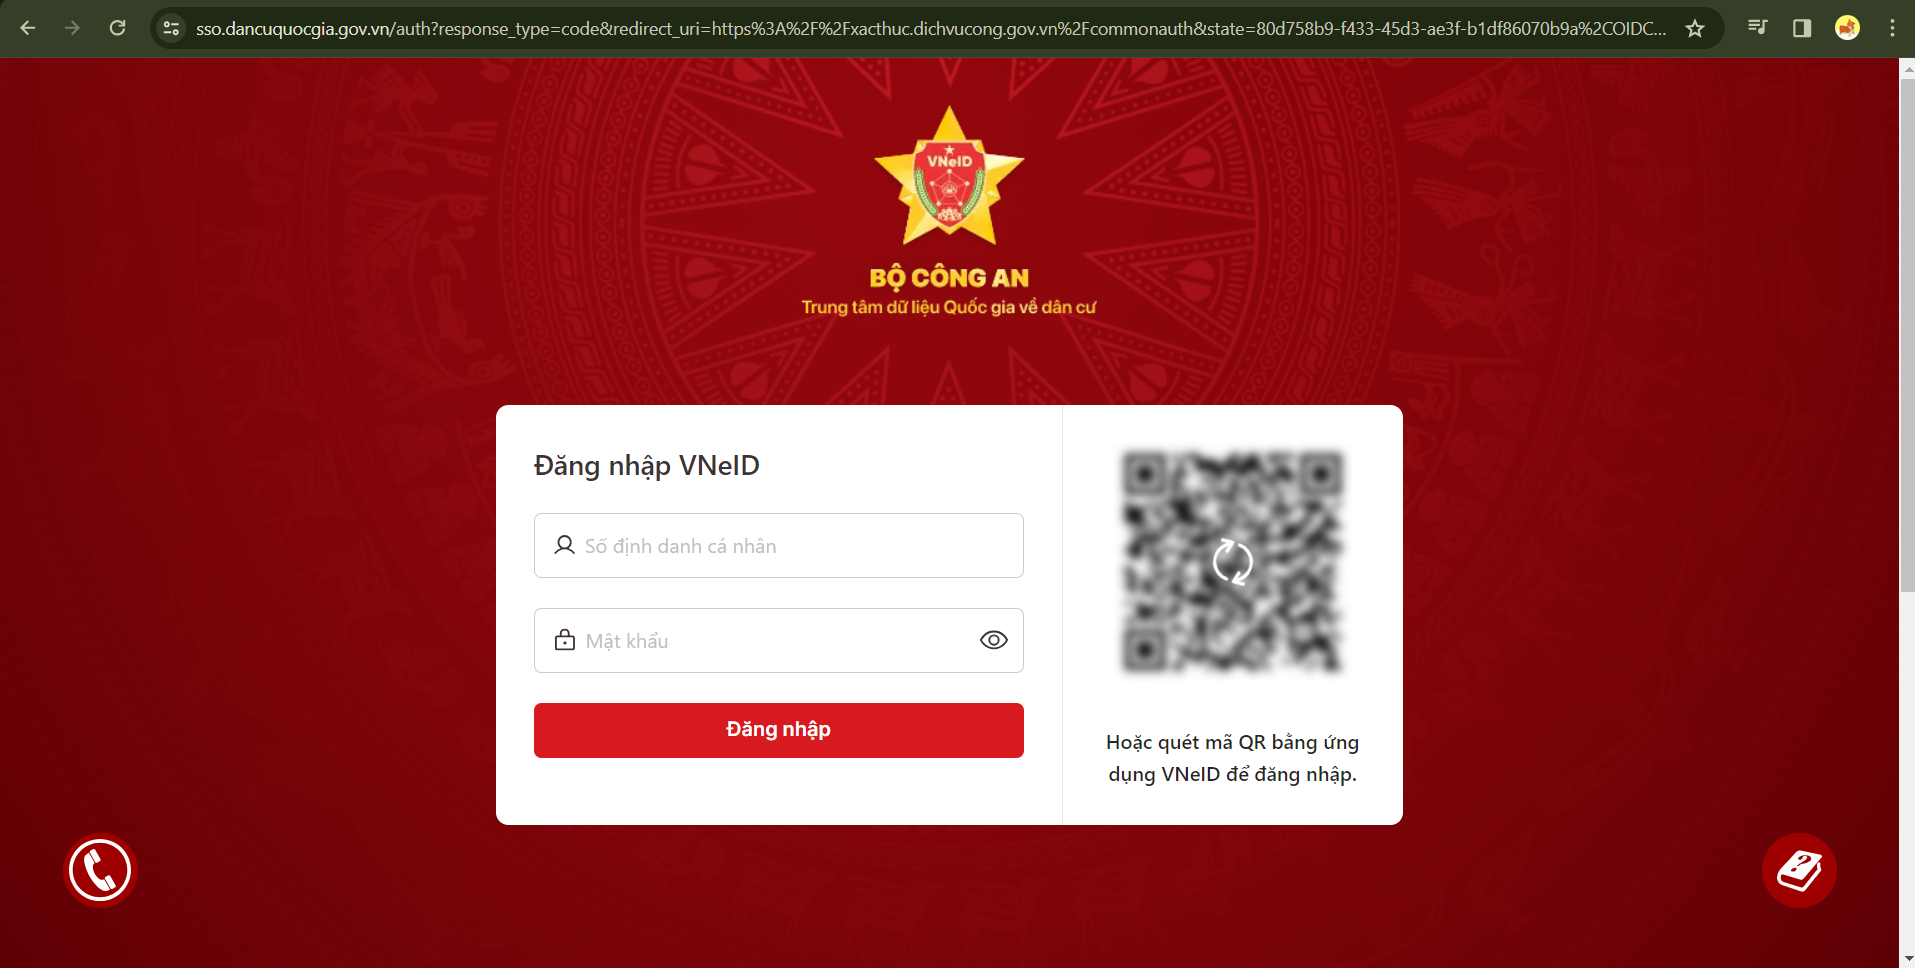 sso.dancuquocgia.gov.vn/auth?response_type=code&redirect_uri=https%3A%2F%2Fxacthuc.dichvucong.gov.vn%2Fcommonauth&state=80d758b9-f433-45d3-ae3f-b1df86070b9a%2COIDC...
VNeID
BỘ CÔNG AN
Trung tâm dữ liệu Quốc gia về dân cư
Đăng nhập VNeID
Số định danh cá nhân
Mật khẩu
Đăng nhập
Hoặc quét mã QR bằng ứng
dụng VNeID để đăng nhập.
?